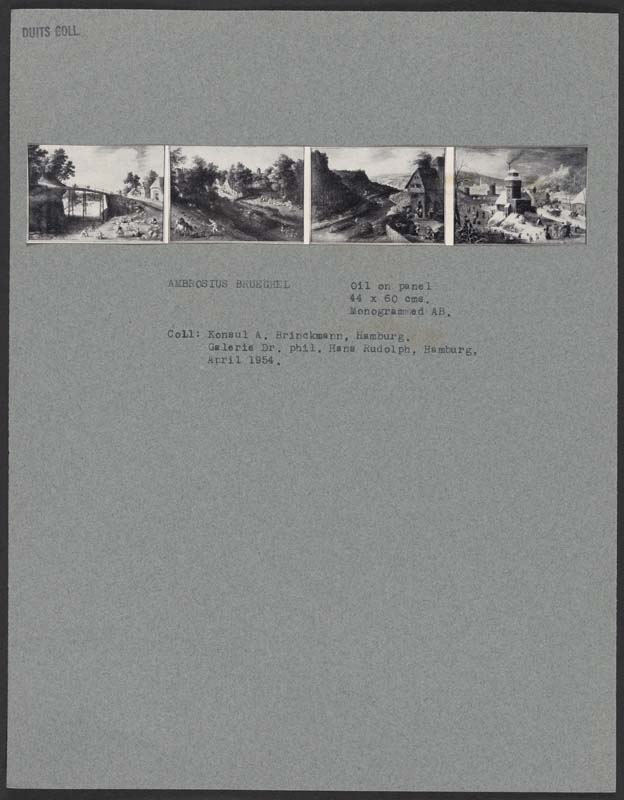 DUITS COLL.
AMBROSIUS BRUEGHEL
Oil on panel
44 x 60 cms.
Monogrammed AB.
Coll: Konsul A. Brinckmann, Hamburg.
Galerie Dr. phil. Hans Rudolph, Hamburg,
April 1954.